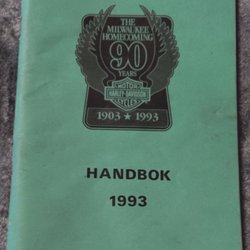 THE
MILWAUKEE
HOMECOMING
90
YEARS
MOTOR
HARLEY-DAVIDSON
CYCLES
1903 ★ 1993
HANDBOK
1993